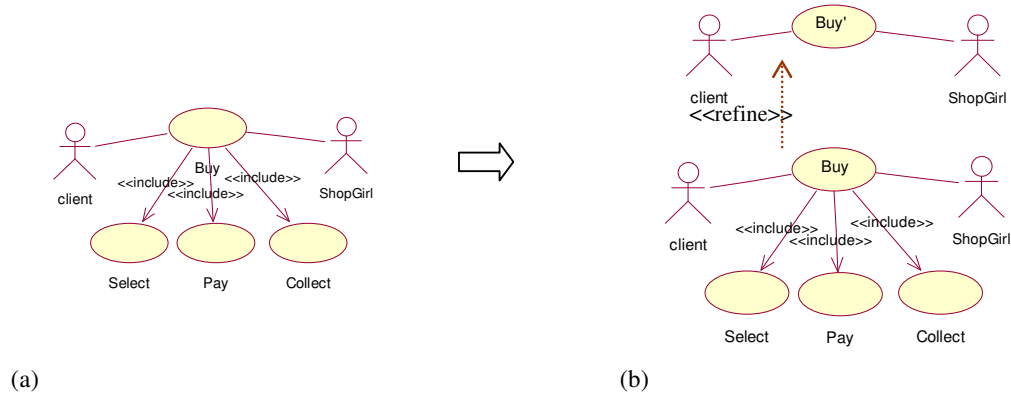 Buy
client
ShopGirl
<<include>>
<<include>>
<<include>>
Select
Pay
Collect
(a)
Buy'
client
ShopGirl
<<refine>>
Buy
client
ShopGirl
<<include>>
<<include>>
<<include>>
Select
Pay
Collect
(b)